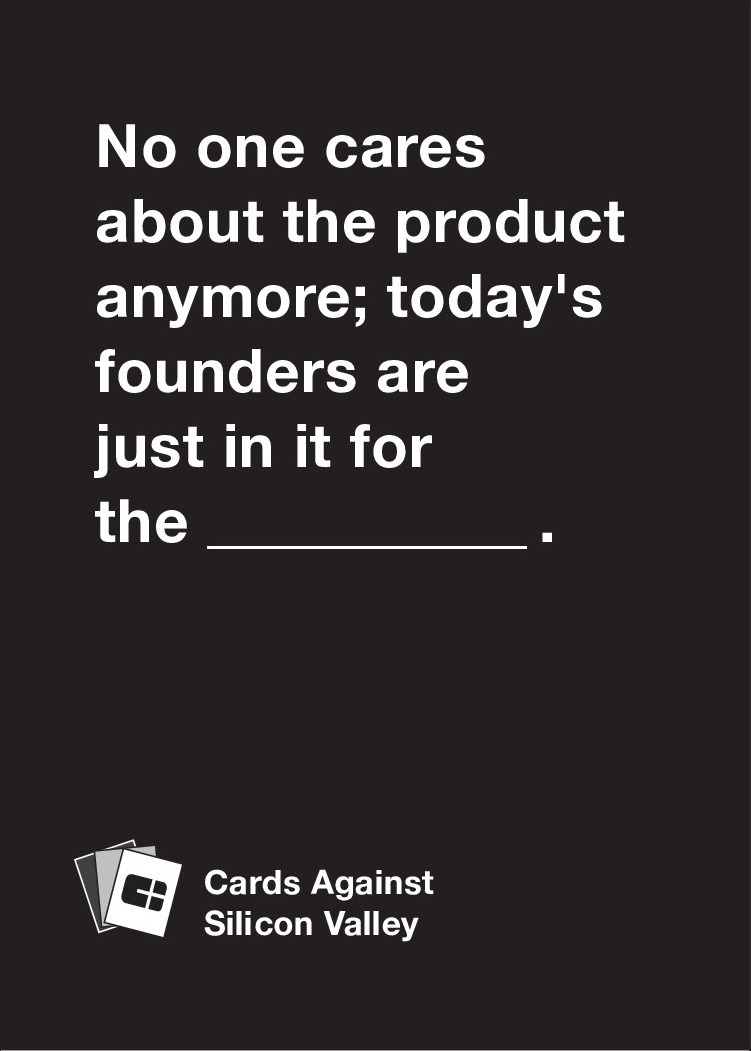 No one cares
about the product
anymore; today's
founders are
just in it for
the ___________ .
Cards Against
Silicon Valley